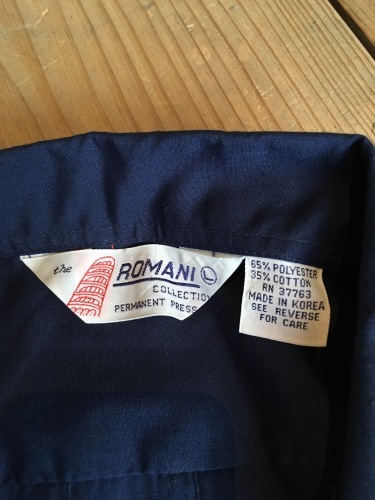 the ROMANI L
COLLECTION
PERMANENT PRESS
65% POLYESTER
35% COTTON
RN 37763
MADE IN KOREA
SEE REVERSE
FOR CARE